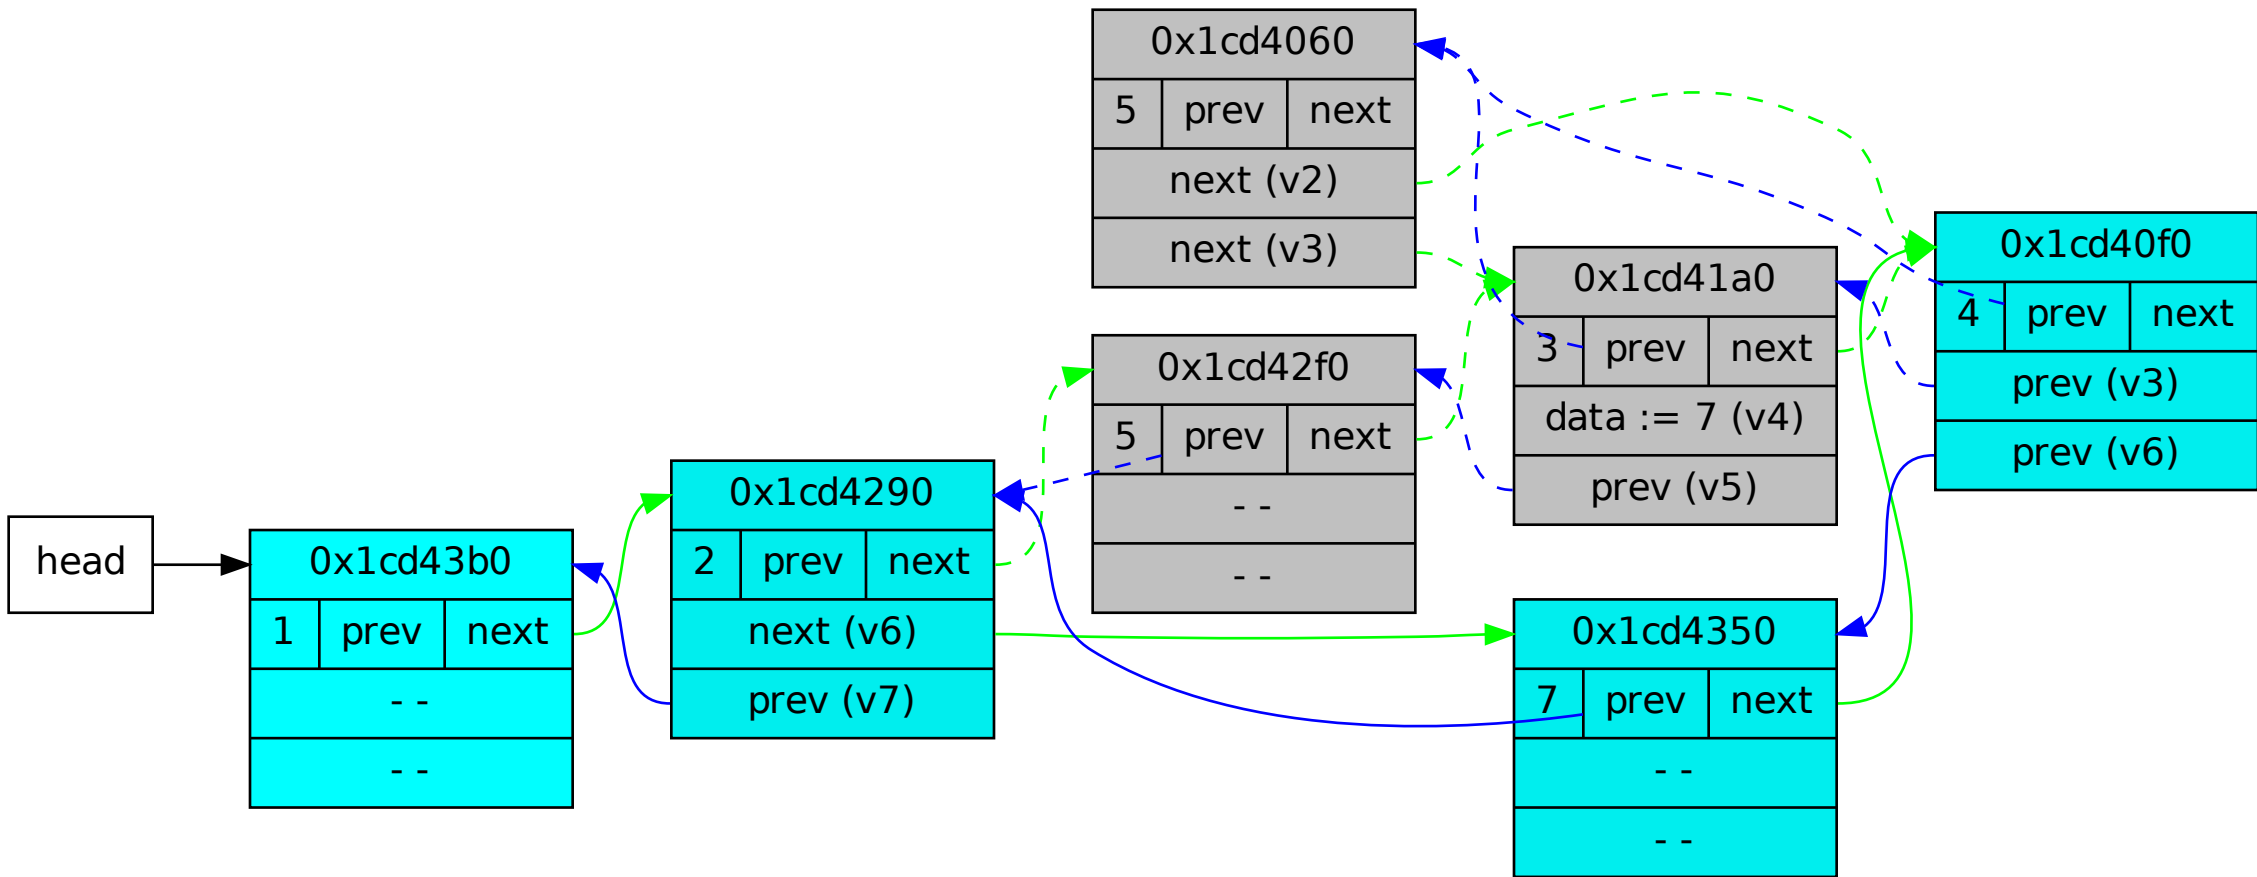 head
0x1cd43b0
1 prev next
- -
- -
0x1cd4290
2 prev next
next (v6)
prev (v7)
0x1cd4060
5 prev next
next (v2)
next (v3)
0x1cd42f0
5 prev next
- -
- -
0x1cd41a0
3 prev next
data := 7 (v4)
prev (v5)
0x1cd4350
7 prev next
- -
- -
0x1cd40f0
4 prev next
prev (v3)
prev (v6)